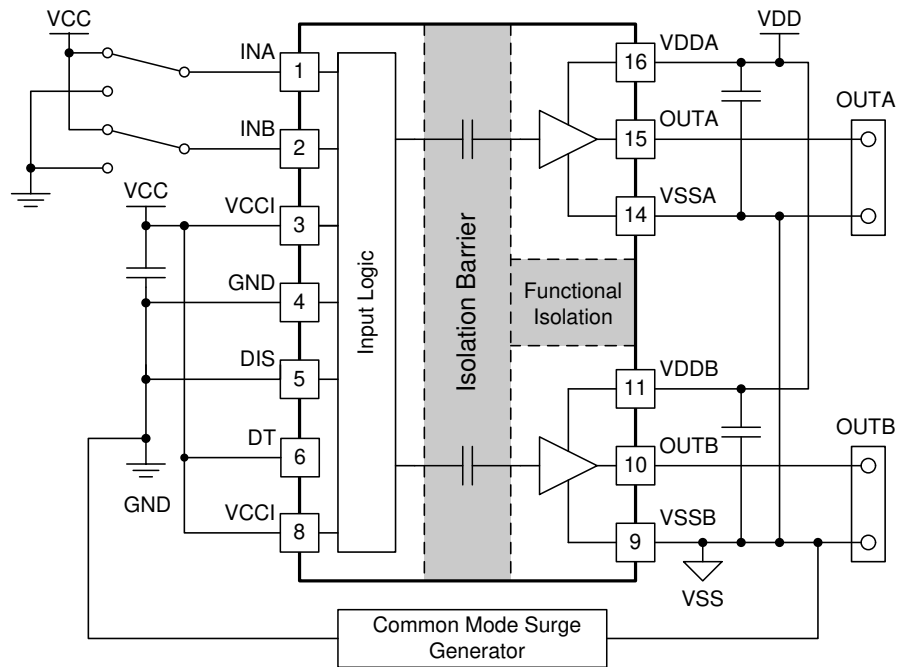 VCC
VDD
INA
1
16
VDDA
OUTA
INB
2
15
OUTA
VCC
VCCI
3
14
VSSA
Input Logic
Isolation Barrier
GND
4
Functional
Isolation
DIS
5
11
VDDB
DT
6
10
OUTB
OUTB
GND
VCCI
8
9
VSSB
VSS
Common Mode Surge
Generator